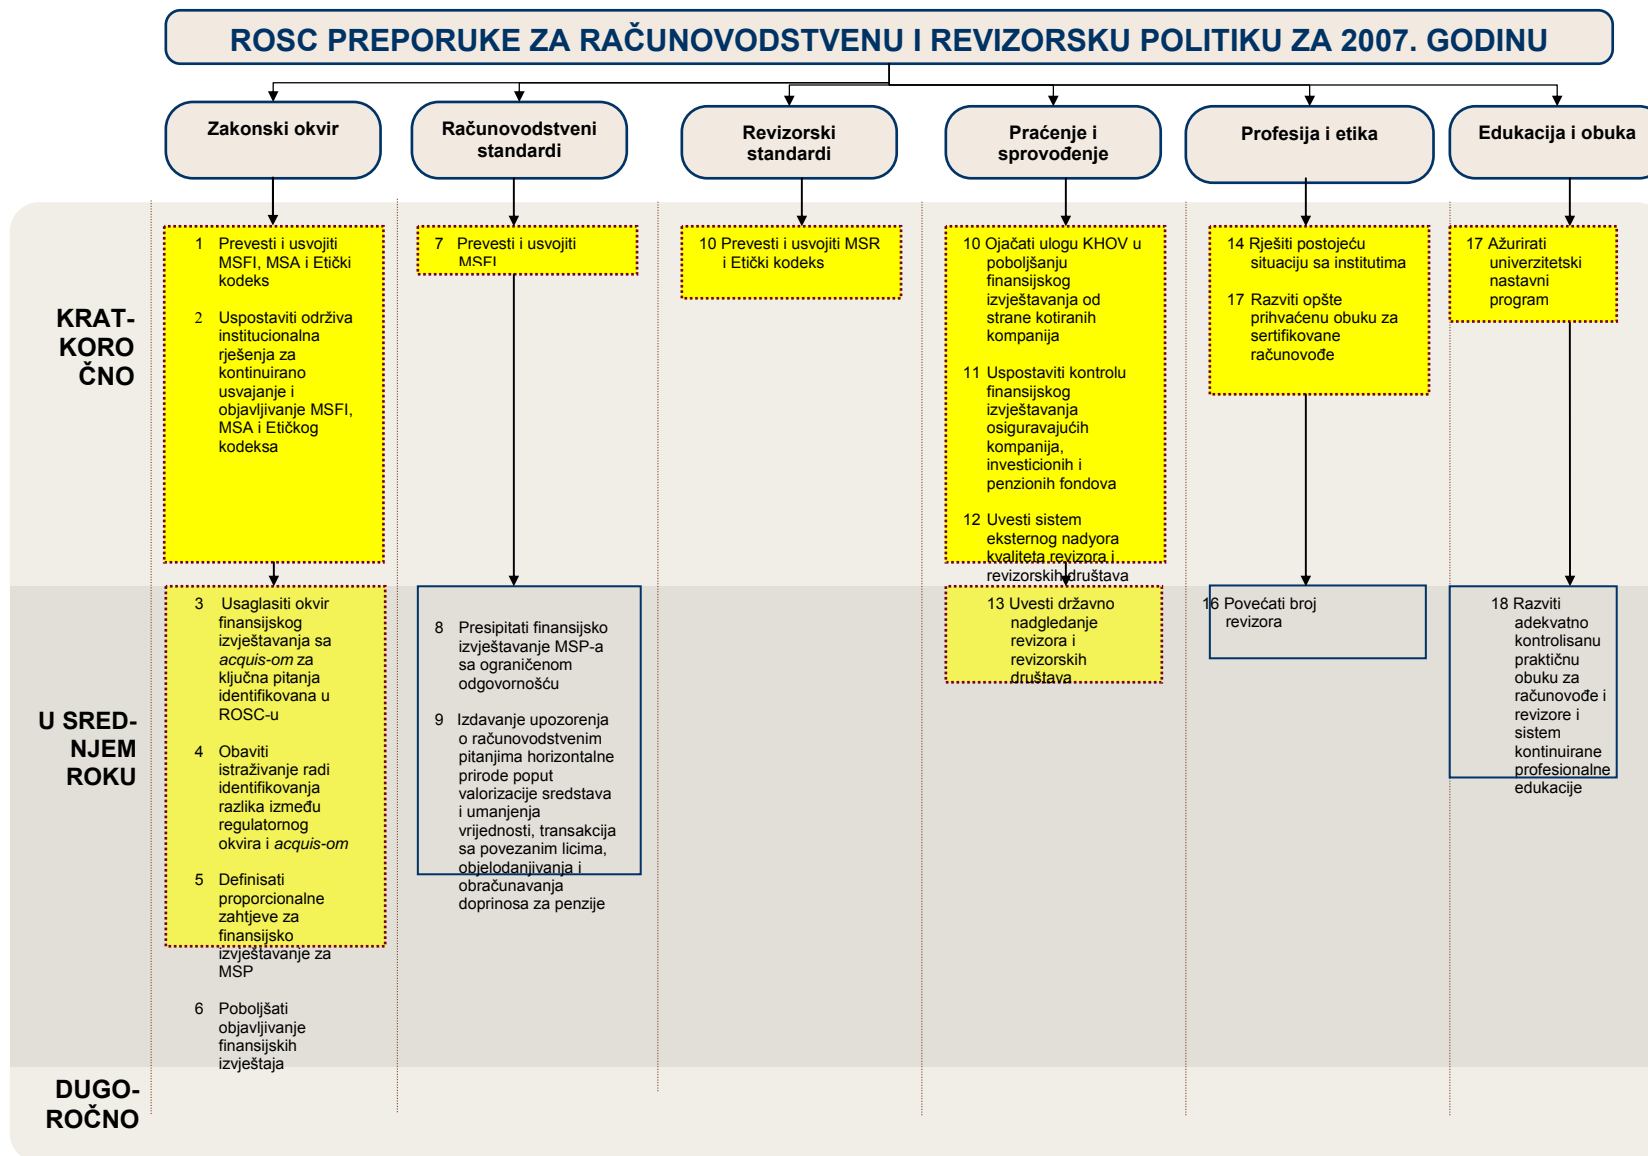 ROSC PREPORUKE ZA RAČUNOVODSTVENU I REVIZORSKU POLITIKU ZA 2007. GODINU
Zakonski okvir
Računovodstveni
standardi
Revizorski
standardi
Praćenje i
sprovođenje
Profesija i etika
Edukacija i obuka
KRAT-
KORO
ČNO
1 Prevesti i usvojiti
MSFI, MSA i Etički
kodeks
2 Uspostaviti održiva
institucionalna
rješenja za
kontinuirano
usvajanje i
objavljivanje MSFI,
MSA i Etičkog
kodeksa
7 Prevesti i usvojiti
MSFI
10 Prevesti i usvojiti MSR
i Etički kodeks
10 Ojačati ulogu KHOV u
poboljšanju
finansijskog
izvještavanja od
strane kotiranih
kompanija
11 Uspostaviti kontrolu
finansijskog
izvještavanja
osiguravajućih
kompanija,
investicionih i
penzionih fondova
12 Uvesti sistem
eksternog nadyora
kvaliteta revizora i
revizorskih društava
14 Rješiti postojeću
situaciju sa institutima
17 Razviti opšte
prihvaćenu obuku za
sertifikovane
računovođe
17 Ažurirati
univerzitetski
nastavni
program
U SRED-
NJEM
ROKU
3 Usaglasiti okvir
finansijskog
izvještavanja sa
acquis-om za
ključna pitanja
identifikovana u
ROSC-u
4 Obaviti
istraživanje radi
identifikovanja
razlika između
regulatornog
okvira i acquis-om
5 Definisati
proporcionalne
zahtjeve za
finansijsko
izvještavanje za
MSP
6 Poboljšati
objavljivanje
finansijskih
izvještaja
8 Presipitati finansijsko
izvještavanje MSP-a
sa ograničenom
odgovornošću
9 Izdavanje upozorenja
o računovodstvenim
pitanjima horizontalne
prirode poput
valorizacije sredstava
i umanjenja
vrijednosti, transakcija
sa povezanim licima,
objelodanjivanja i
obračunavanja
doprinosa za penzije
13 Uvesti državno
nadgledanje
revizora i
revizorskih
društava
16 Povećati broj
revizora
18 Razviti
adekvatno
kontrolisanu
praktičnu
obuku za
računovođe i
revizore i
sistem
kontinuirane
profesionalne
edukacije
DUGO-
ROČNO